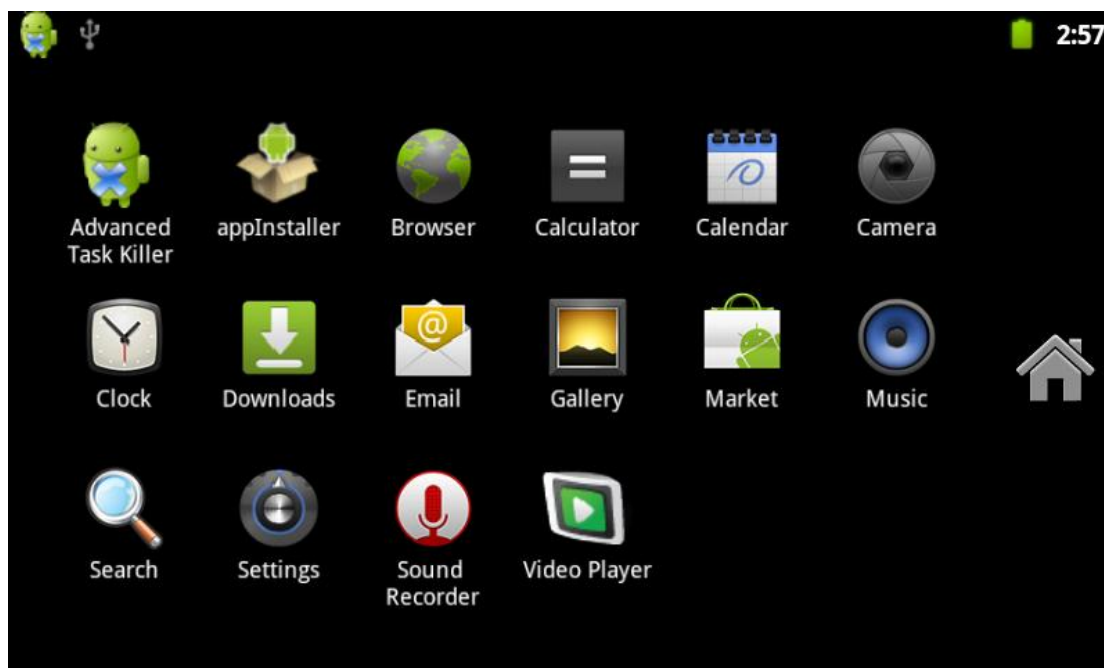 2:57
Advanced
Task Killer
appInstaller
Browser
Calculator
Calendar
Camera
Clock
Downloads
Email
Gallery
Market
Music
Search
Settings
Sound
Recorder
Video Player